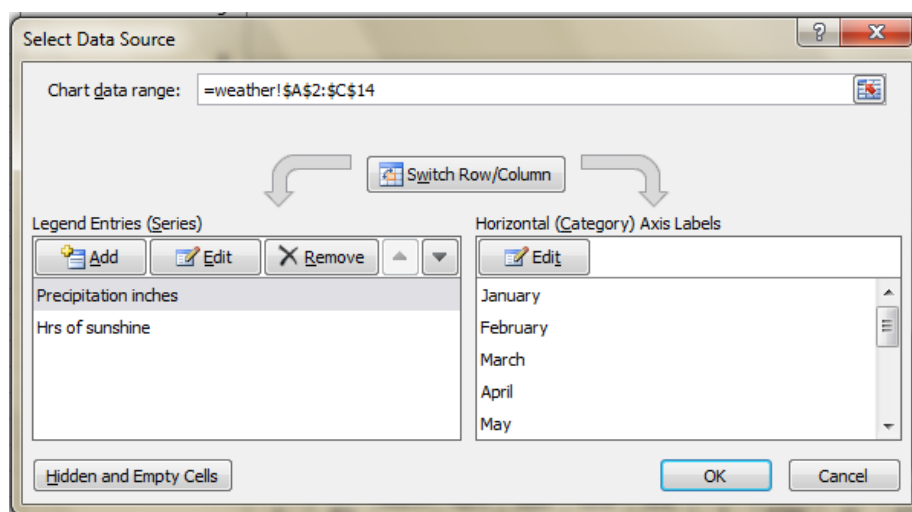 Select Data Source
?
X
Chart data range: =weather!$A$2:$C$14
Switch Row/Column
Legend Entries (Series)
Add Edit Remove
Precipitation inches
Hrs of sunshine
Horizontal (Category) Axis Labels
Edit
January
February
March
April
May
Hidden and Empty Cells
OK Cancel